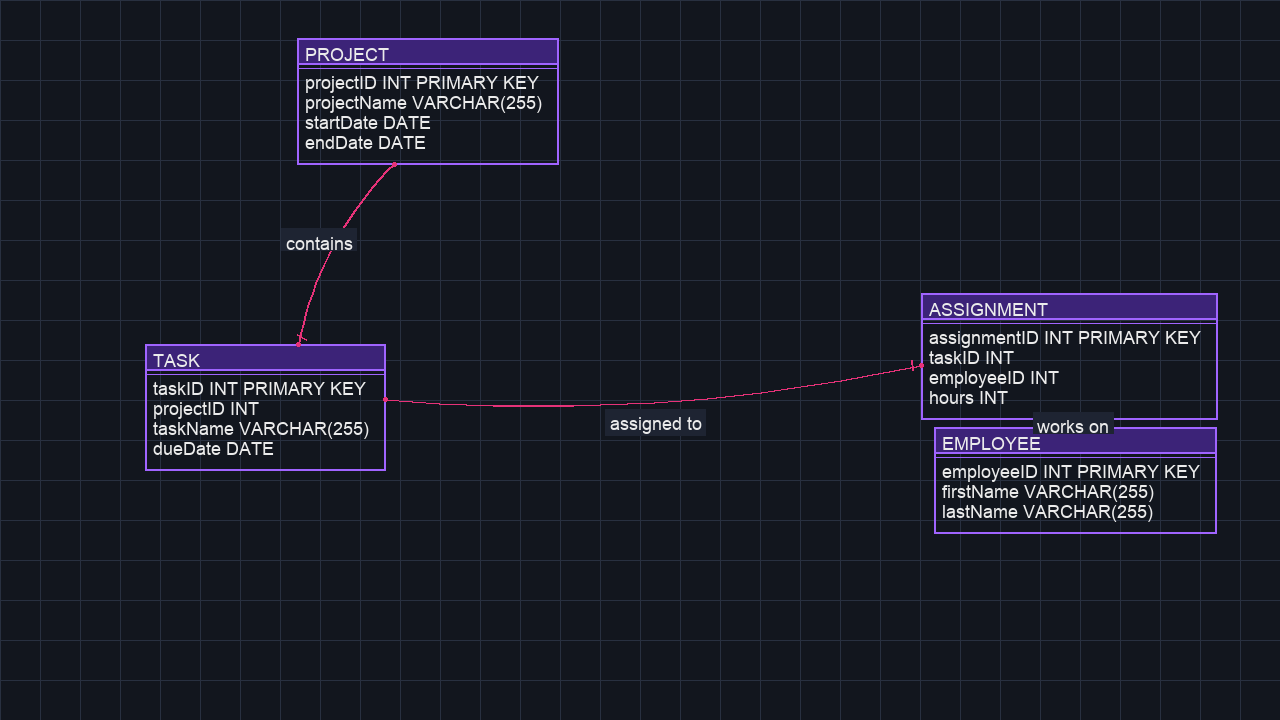 PROJECT
projectID INT PRIMARY KEY
projectName VARCHAR(255)
startDate DATE
endDate DATE
contains
TASK
taskID INT PRIMARY KEY
projectID INT
taskName VARCHAR(255)
dueDate DATE
assigned to
ASSIGNMENT
assignmentID INT PRIMARY KEY
taskID INT
employeeID INT
hours INT
works on
EMPLOYEE
employeeID INT PRIMARY KEY
firstName VARCHAR(255)
lastName VARCHAR(255)